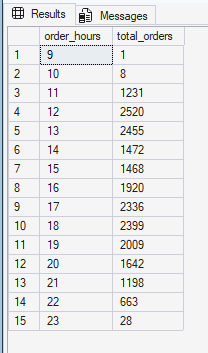 Results Messages
order_hours total_orders
1 9 1
2 10 8
3 11 1231
4 12 2520
5 13 2455
6 14 1472
7 15 1468
8 16 1920
9 17 2336
10 18 2399
11 19 2009
12 20 1642
13 21 1198
14 22 663
15 23 28